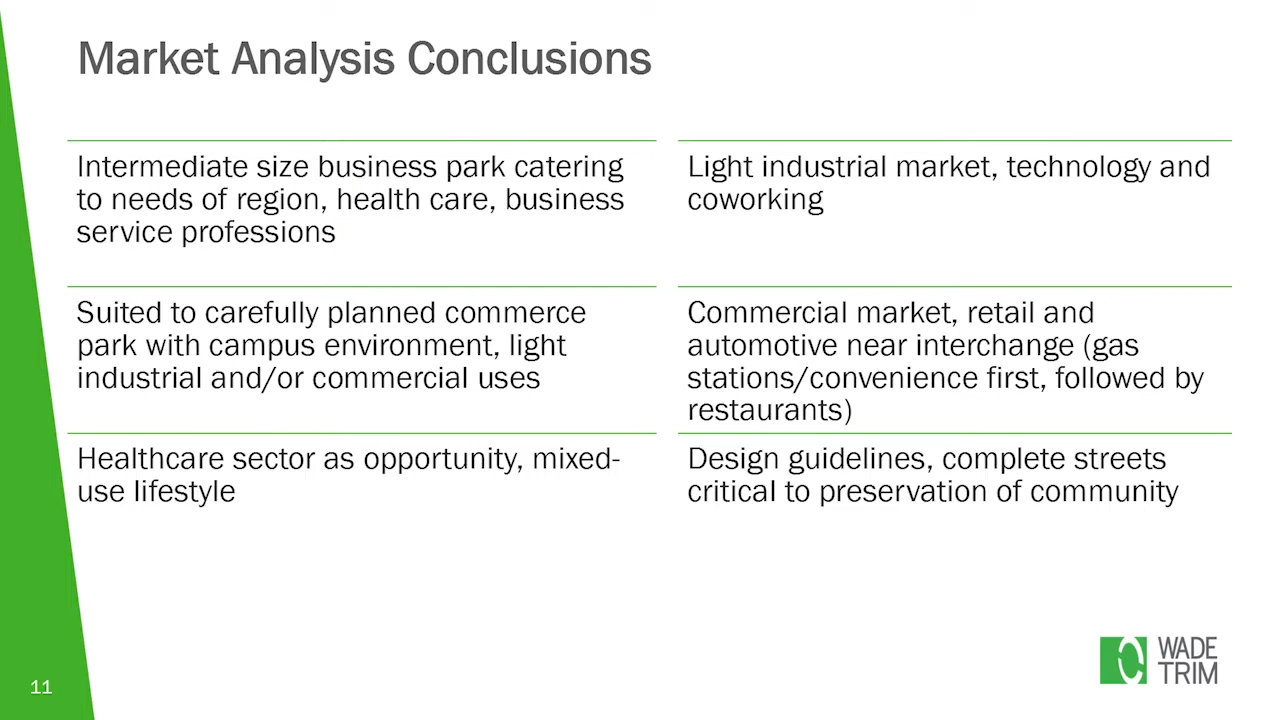 Market Analysis Conclusions
Intermediate size business park catering
to needs of region, health care, business
service professions
Light industrial market, technology and
coworking
Suited to carefully planned commerce
park with campus environment, light
industrial and/or commercial uses
Commercial market, retail and
automotive near interchange (gas
stations/convenience first, followed by
restaurants)
Healthcare sector as opportunity, mixed-
use lifestyle
Design guidelines, complete streets
critical to preservation of community
WADE
TRIM
11